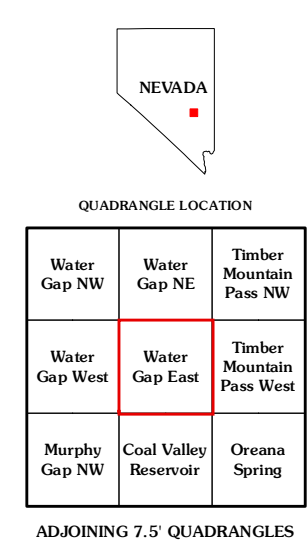 NEVADA
QUADRANGLE LOCATION
Water
Gap NW
Water
Gap NE
Timber
Mountain
Pass NW
Water
Gap West
Water
Gap East
Timber
Mountain
Pass West
Murphy
Gap NW
Coal Valley
Reservoir
Oreana
Spring
ADJOINING 7.5' QUADRANGLES